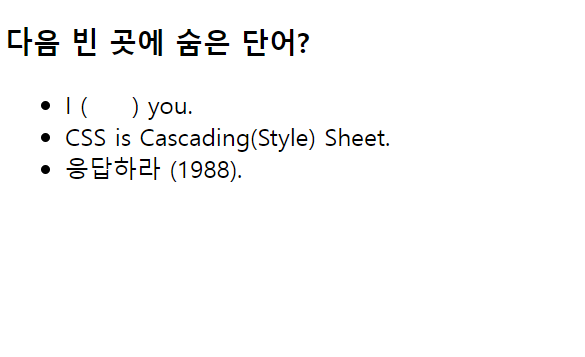 다음 빈 곳에 숨은 단어?
I (      ) you.
CSS is Cascading(Style) Sheet.
응답하라 (1988).